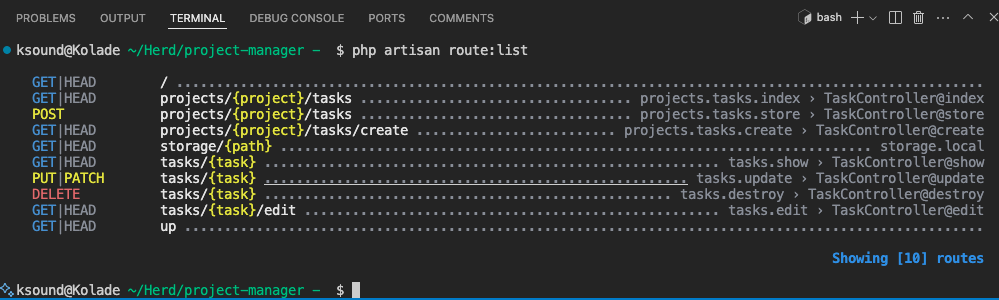 PROBLEMS OUTPUT TERMINAL DEBUG CONSOLE PORTS COMMENTS bash
ksound@Kolade ~/Herd/project-manager - $ php artisan route:list
GET|HEAD / ....................................................................................................
GET|HEAD projects/{project}/tasks .................................. projects.tasks.index › TaskController@index
POST projects/{project}/tasks .................................. projects.tasks.store › TaskController@store
GET|HEAD projects/{project}/tasks/create ......................... projects.tasks.create › TaskController@create
GET|HEAD storage/{path} .......................................................................... storage.local
GET|HEAD tasks/{task} ......................................................... tasks.show › TaskController@show
PUT|PATCH tasks/{task} ..................................................... tasks.update › TaskController@update
DELETE tasks/{task} ................................................... tasks.destroy › TaskController@destroy
GET|HEAD tasks/{task}/edit .................................................... tasks.edit › TaskController@edit
GET|HEAD up ....................................................................................................
Showing [10] routes
ksound@Kolade ~/Herd/project-manager - $